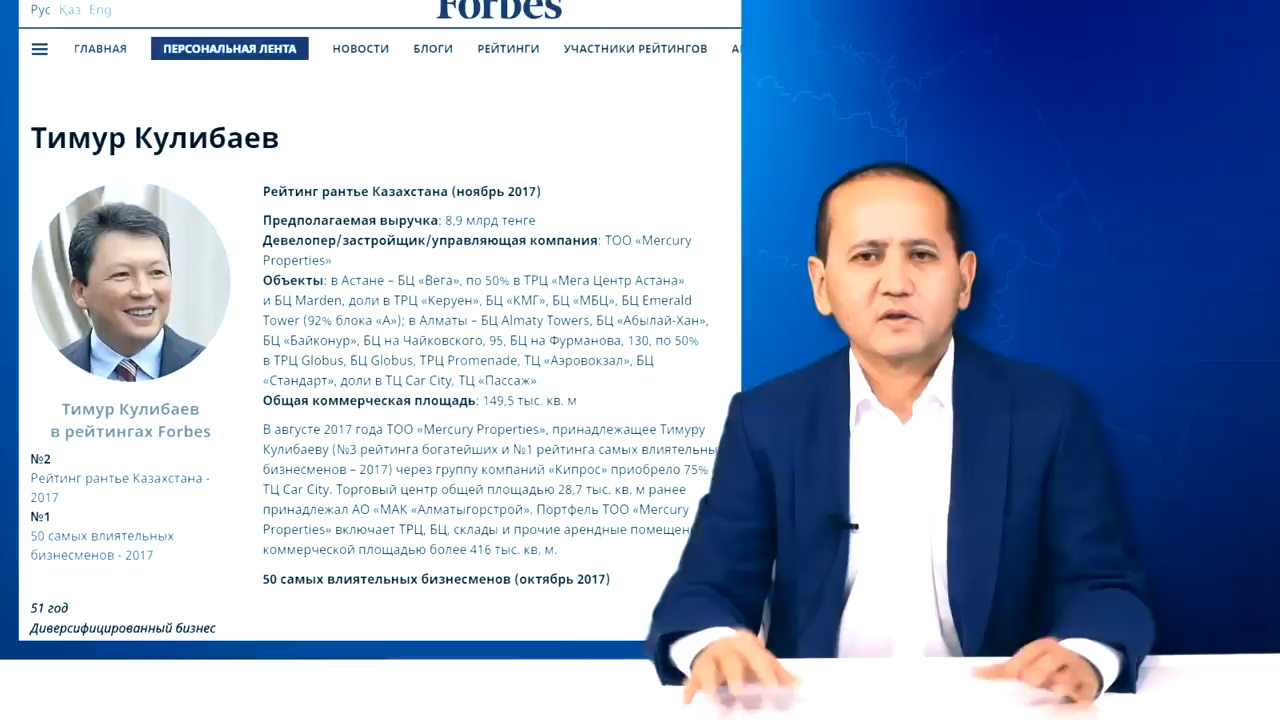 Рус Қаз Eng
Forbes
ГЛАВНАЯ ПЕРСОНАЛЬНАЯ ЛЕНТА НОВОСТИ БЛОГИ РЕЙТИНГИ УЧАСТНИКИ РЕЙТИНГОВ
Тимур Кулибаев
Тимур Кулибаев
в рейтингах Forbes
№2
Рейтинг рантье Казахстана -
2017
№1
50 самых влиятельных
бизнесменов - 2017
51 год
Диверсифицированный бизнес
Рейтинг рантье Казахстана (ноябрь 2017)
Предполагаемая выручка: 8,9 млрд тенге
Девелопер/застройщик/управляющая компания: ТОО «Mercury
Properties»
Объекты: в Астане – БЦ «Вега», по 50% в ТРЦ «Мега Центр Астана»
и БЦ Marden, доли в ТРЦ «Керуен», БЦ «КМГ», БЦ «МБЦ», БЦ Emerald
Tower (92% блока «А»); в Алматы – БЦ Almaty Towers, БЦ «Абылай-Хан»,
БЦ «Байконур», БЦ на Чайковского, 95, БЦ на Фурманова, 130, по 50%
в ТРЦ Globus, БЦ Globus, ТРЦ Promenade, ТЦ «Аэровокзал», БЦ
«Стандарт», доли в ТЦ Car City, ТЦ «Пассаж»
Общая коммерческая площадь: 149,5 тыс. кв. м
В августе 2017 года ТОО «Mercury Properties», принадлежащее Тимуру
Кулибаеву (№3 рейтинга богатейших и №1 рейтинга самых влиятельны
бизнесменов – 2017) через группу компаний «Кипрос» приобрело 75%
ТЦ Car City. Торговый центр общей площадью 28,7 тыс. кв. м ранее
принадлежал АО «МАК «Алматыгорстрой». Портфель ТОО «Mercury
Properties» включает ТРЦ, БЦ, склады и прочие арендные помещен
коммерческой площадью более 416 тыс. кв. м.
50 самых влиятельных бизнесменов (октябрь 2017)